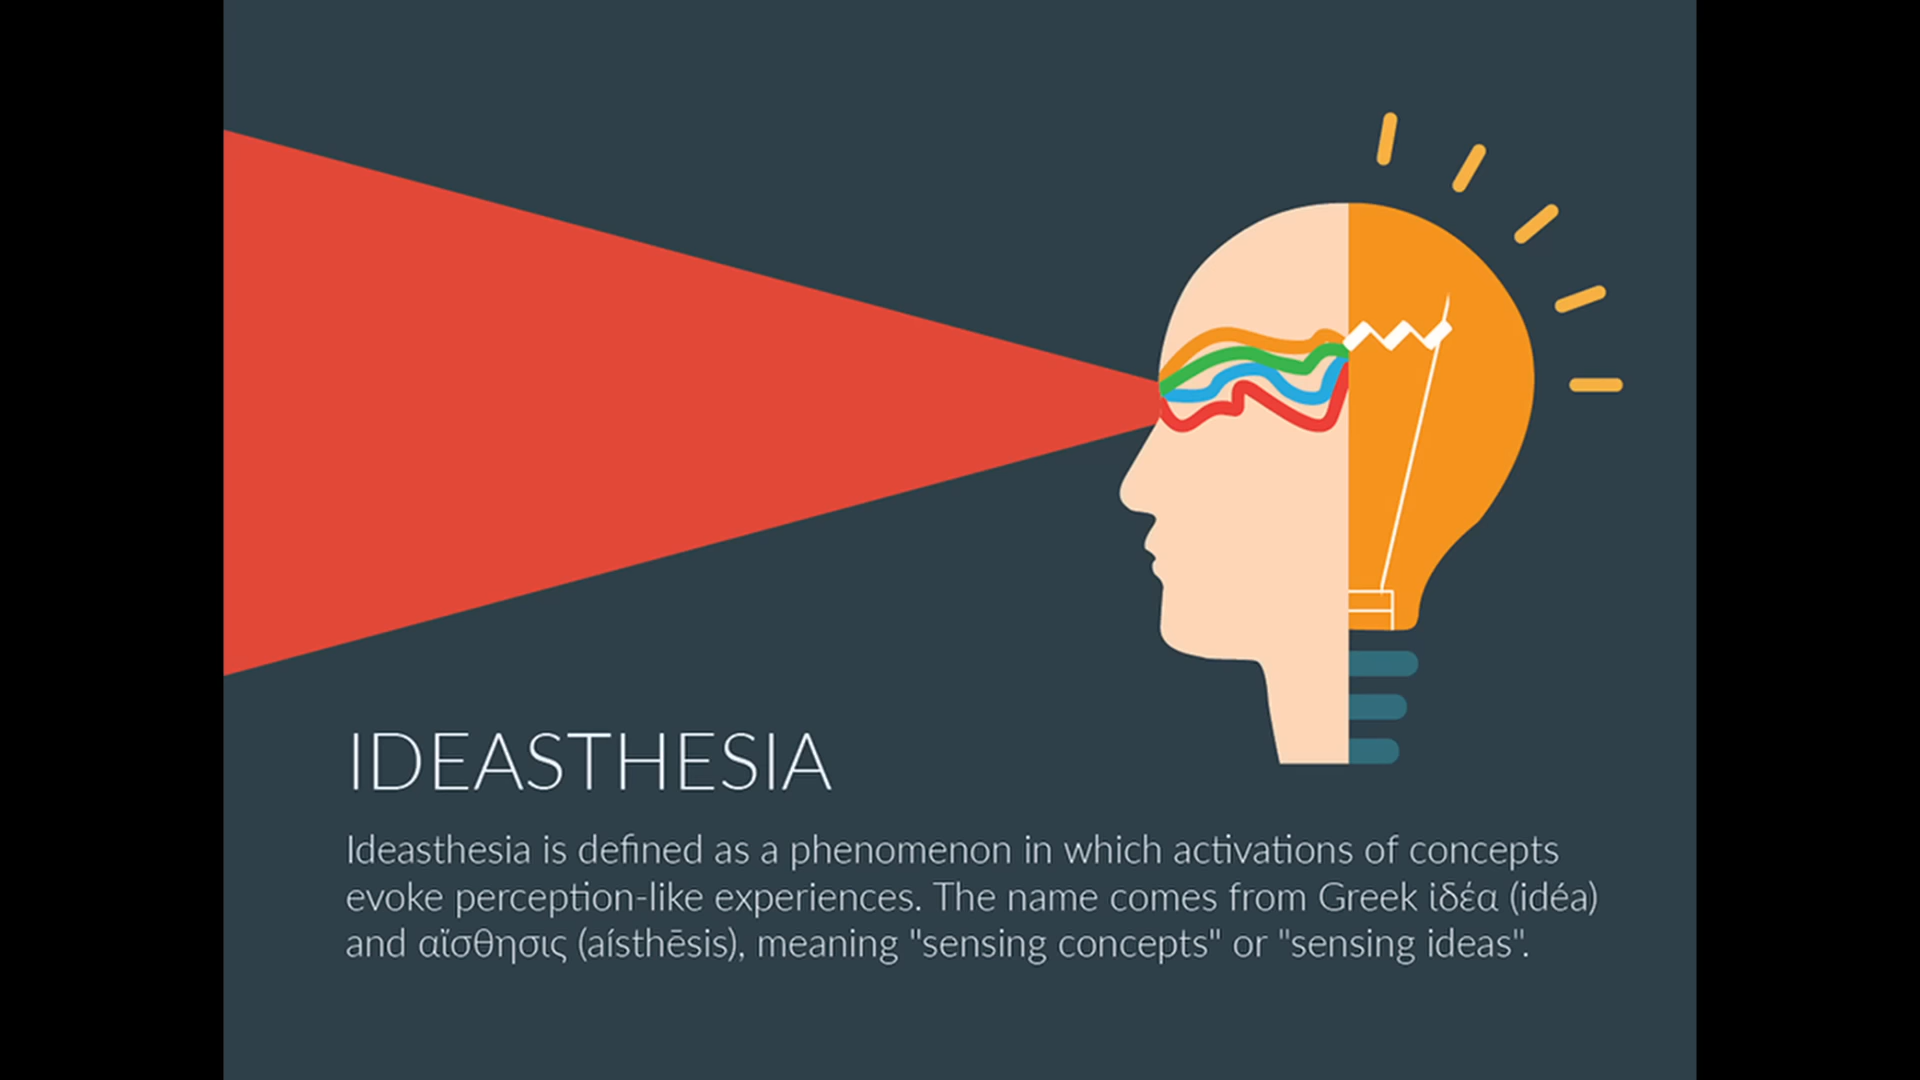 IDEASTHESIA
Ideasthesia is defined as a phenomenon in which activations of concepts
evoke perception-like experiences. The name comes from Greek ἰδέα (idéa)
and αἴσθησις (aísthēsis), meaning "sensing concepts" or "sensing ideas".